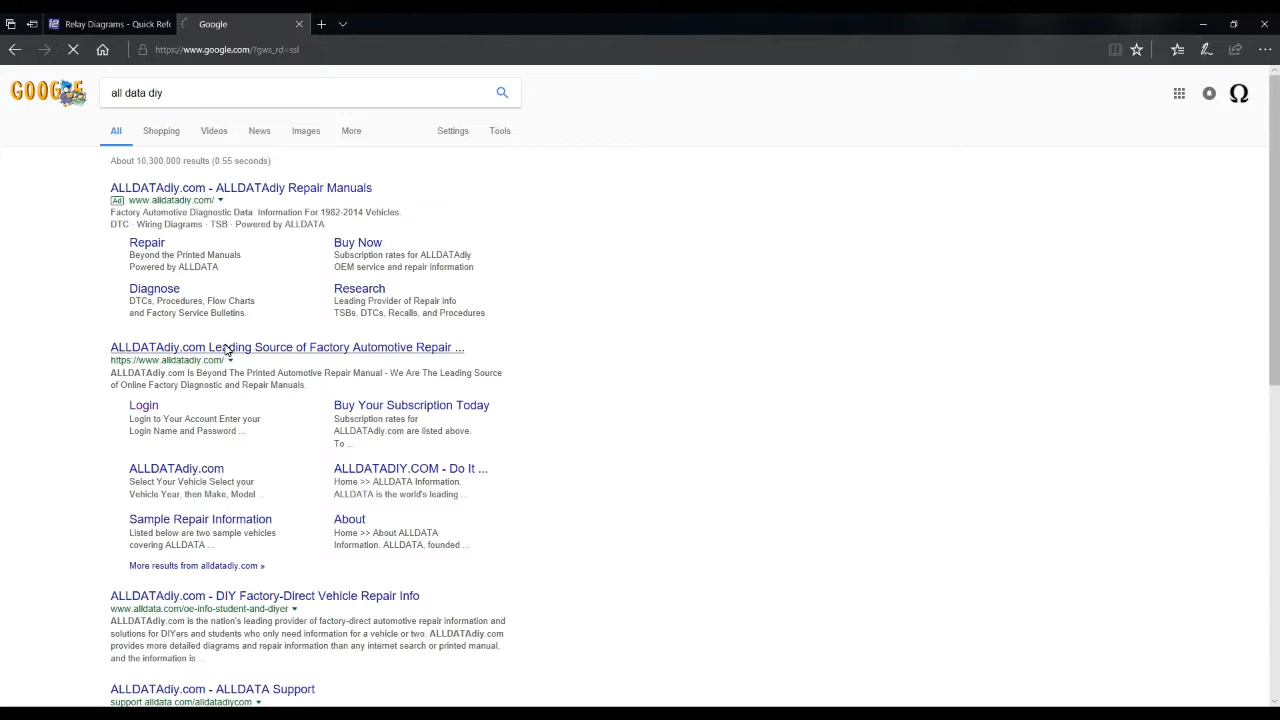 Relay Diagrams - Quick Refe
Google
https://www.google.com/?gws_rd=ssl
GOOGLE
all data diy
All Shopping Videos News Images More Settings Tools
About 10,300,000 results (0.55 seconds)
ALLDATAdiy.com - ALLDATAdiy Repair Manuals
Ad www.alldatadiy.com/
Factory Automotive Diagnostic Data. Information For 1982-2014 Vehicles.
DTC · Wiring Diagrams · TSB · Powered by ALLDATA
Repair
Beyond the Printed Manuals
Powered by ALLDATA
Buy Now
Subscription rates for ALLDATAdiy
OEM service and repair information
Diagnose
DTCs, Procedures, Flow Charts
and Factory Service Bulletins.
Research
Leading Provider of Repair info
TSBs, DTCs, Recalls, and Procedures
ALLDATAdiy.com Leading Source of Factory Automotive Repair ...
https://www.alldatadiy.com/
ALLDATAdiy.com Is Beyond The Printed Automotive Repair Manual - We Are The Leading Source
of Online Factory Diagnostic and Repair Manuals.
Login
Login to Your Account Enter your
Login Name and Password ...
Buy Your Subscription Today
Subscription rates for
ALLDATAdiy.com are listed above.
To ...
ALLDATAdiy.com
Select Your Vehicle Select your
Vehicle Year, then Make, Model ...
ALLDATADIY.COM - Do It ...
Home >> ALLDATA Information.
ALLDATA is the world's leading ...
Sample Repair Information
Listed below are two sample vehicles
covering ALLDATA ...
About
Home >> About ALLDATA
Information. ALLDATA, founded ...
More results from alldatadiy.com »
ALLDATAdiy.com - DIY Factory-Direct Vehicle Repair Info
www.alldata.com/oe-info-student-and-diyer
ALLDATAdiy.com is the nation's leading provider of factory-direct automotive repair information and
solutions for DIYers and students who only need information for a vehicle or two. ALLDATAdiy.com
provides more detailed diagrams and repair information than any internet search or printed manual,
and the information is ...
ALLDATAdiy.com - ALLDATA Support
support.alldata.com/alldatadiycom